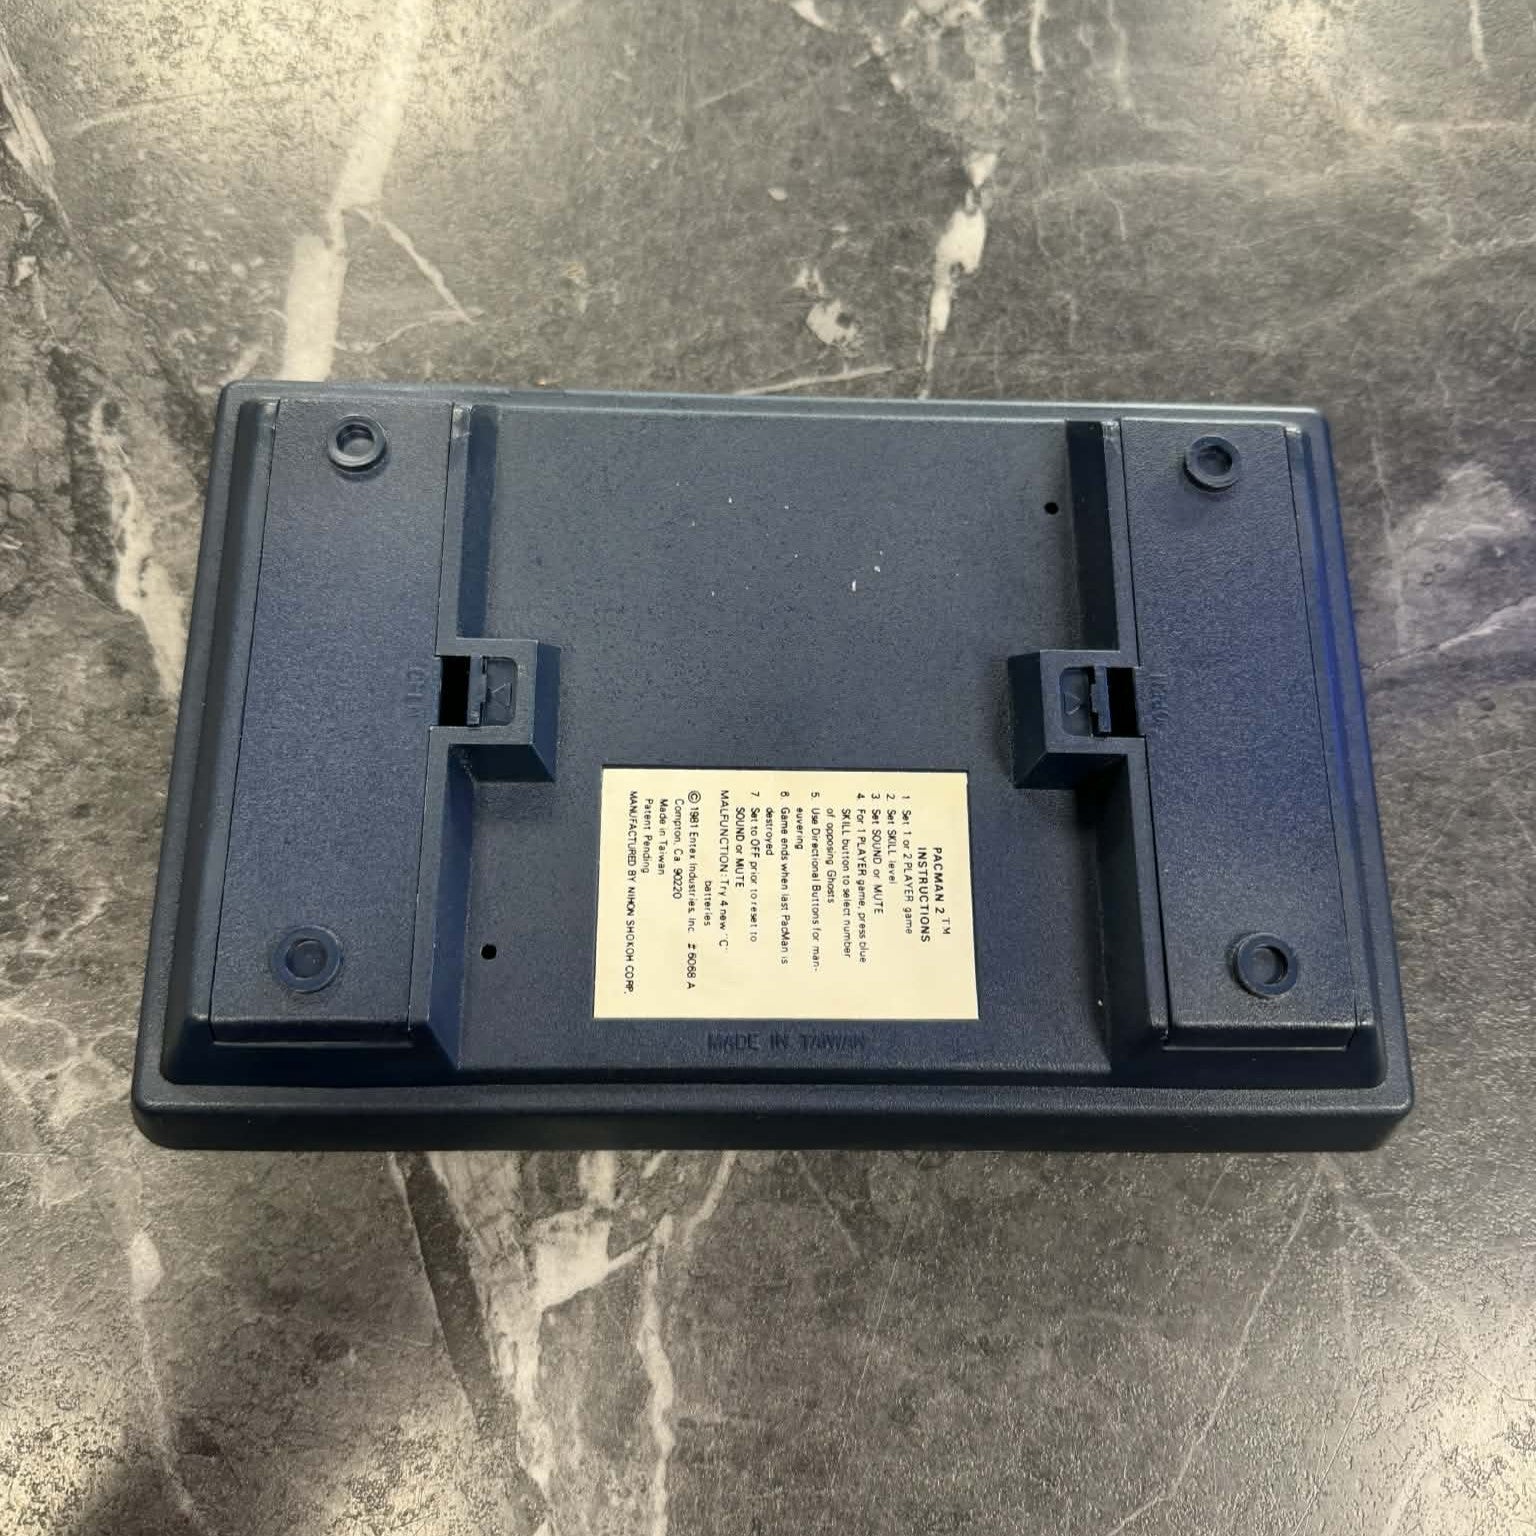 PACMAN 2 ™
INSTRUCTIONS
1 Set 1 or 2 PLAYER game
2. Set SKILL level
3 Set SOUND or MUTE
4. For 1 PLAYER game, press blue
SKILL button to select number
of opposing Ghosts
5. Use Directional Buttons for man-
euvering
6 Game ends when last PacMan is
destroyed
7. Set to OFF prior to reset to
SOUND or MUTE
MALFUNCTION: Try 4 new "C"
batteries
© 1981 Entex Industries, Inc. # 6068 A
Compton, Ca 90220
Made in Taiwan
Patent Pending
MANUFACTURED BY NIHON SHOKOH CORP.
MADE IN TAIWAN
OPEN